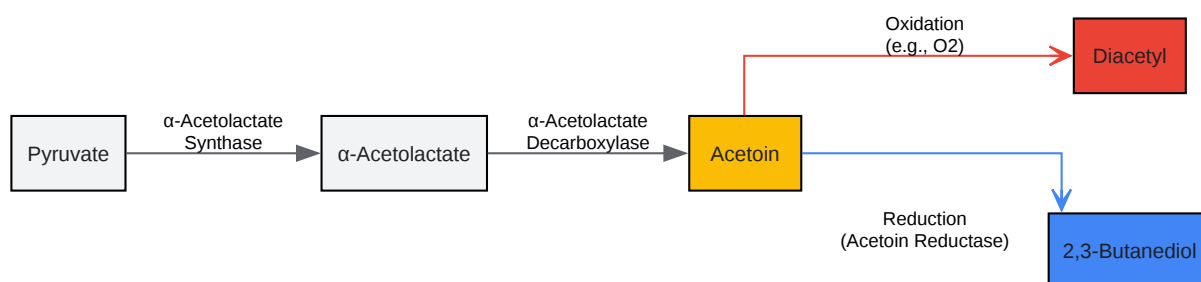 Oxidation
(e.g., O2)
Diacetyl
α-Acetolactate
Synthase
α-Acetolactate
Decarboxylase
Pyruvate
α-Acetolactate
Acetoin
Reduction
(Acetoin Reductase)
2,3-Butanediol